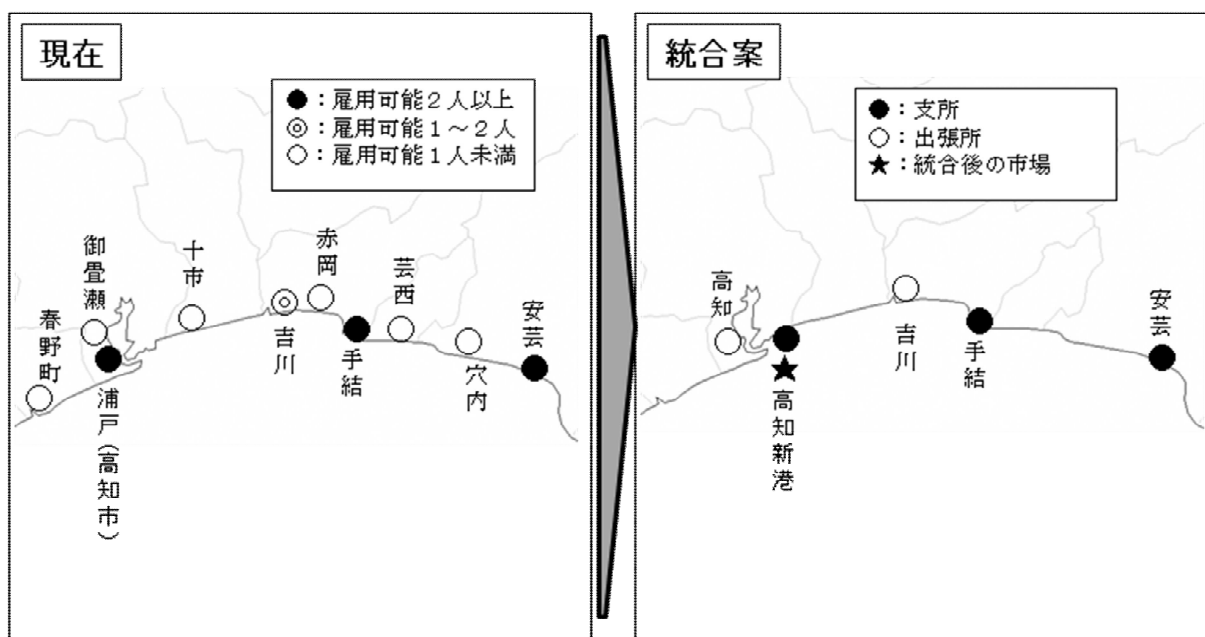 現在
●：雇用可能２人以上
◎：雇用可能１～２人
○：雇用可能１人未満
春野町
御畳瀬
浦戸（高知市）
十市
吉川
赤岡
手結
芸西
穴内
安芸
統合案
●：支所
○：出張所
★：統合後の市場
高知
高知新港
吉川
手結
安芸